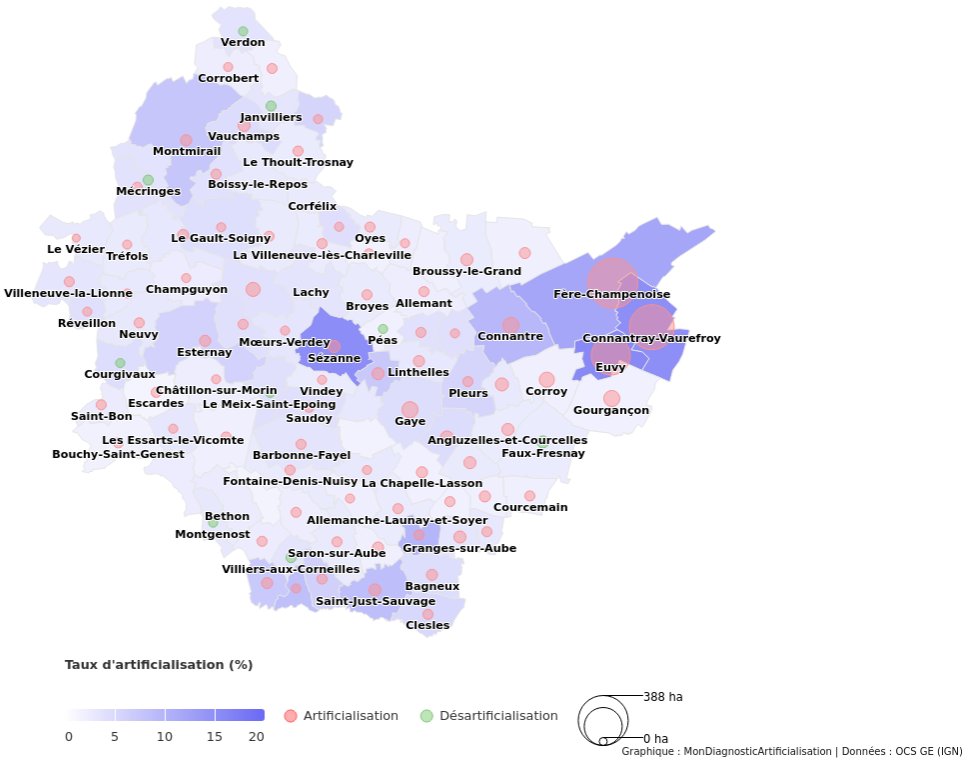 Verdon
Corrobert
Janvilliers
Vauchamps
Montmirail
Le Thoult-Trosnay
Mécringes
Boissy-le-Repos
Corfélix
Le Gault-Soigny
Oyes
Le Vézier
Tréfols
La Villeneuve-lès-Charleville
Broussy-le-Grand
Villeneuve-la-Lionne
Champguyon
Lachy
Broyes
Allemant
Fère-Champenoise
Réveillon
Neuvy
Mœurs-Verdey
Péas
Connantre
Connantray-Vaurefroy
Esternay
Sézanne
Courgivaux
Linthelles
Euvy
Châtillon-sur-Morin
Vindey
Pleurs
Corroy
Escardes
Le Meix-Saint-Epoing
Gourgançon
Saint-Bon
Saudoy
Gaye
Les Essarts-le-Vicomte
Angluzelles-et-Courcelles
Bouchy-Saint-Genest
Barbonne-Fayel
Faux-Fresnay
Fontaine-Denis-Nuisy
La Chapelle-Lasson
Courcemain
Bethon
Allemanche-Launay-et-Soyer
Montgenost
Saron-sur-Aube
Granges-sur-Aube
Villiers-aux-Corneilles
Bagneux
Saint-Just-Sauvage
Clesles
Taux d'artificialisation (%)
0 5 10 15 20
Artificialisation
Désartificialisation
388 ha
0 ha
Graphique : MonDiagnosticArtificialisation | Données : OCS GE (IGN)